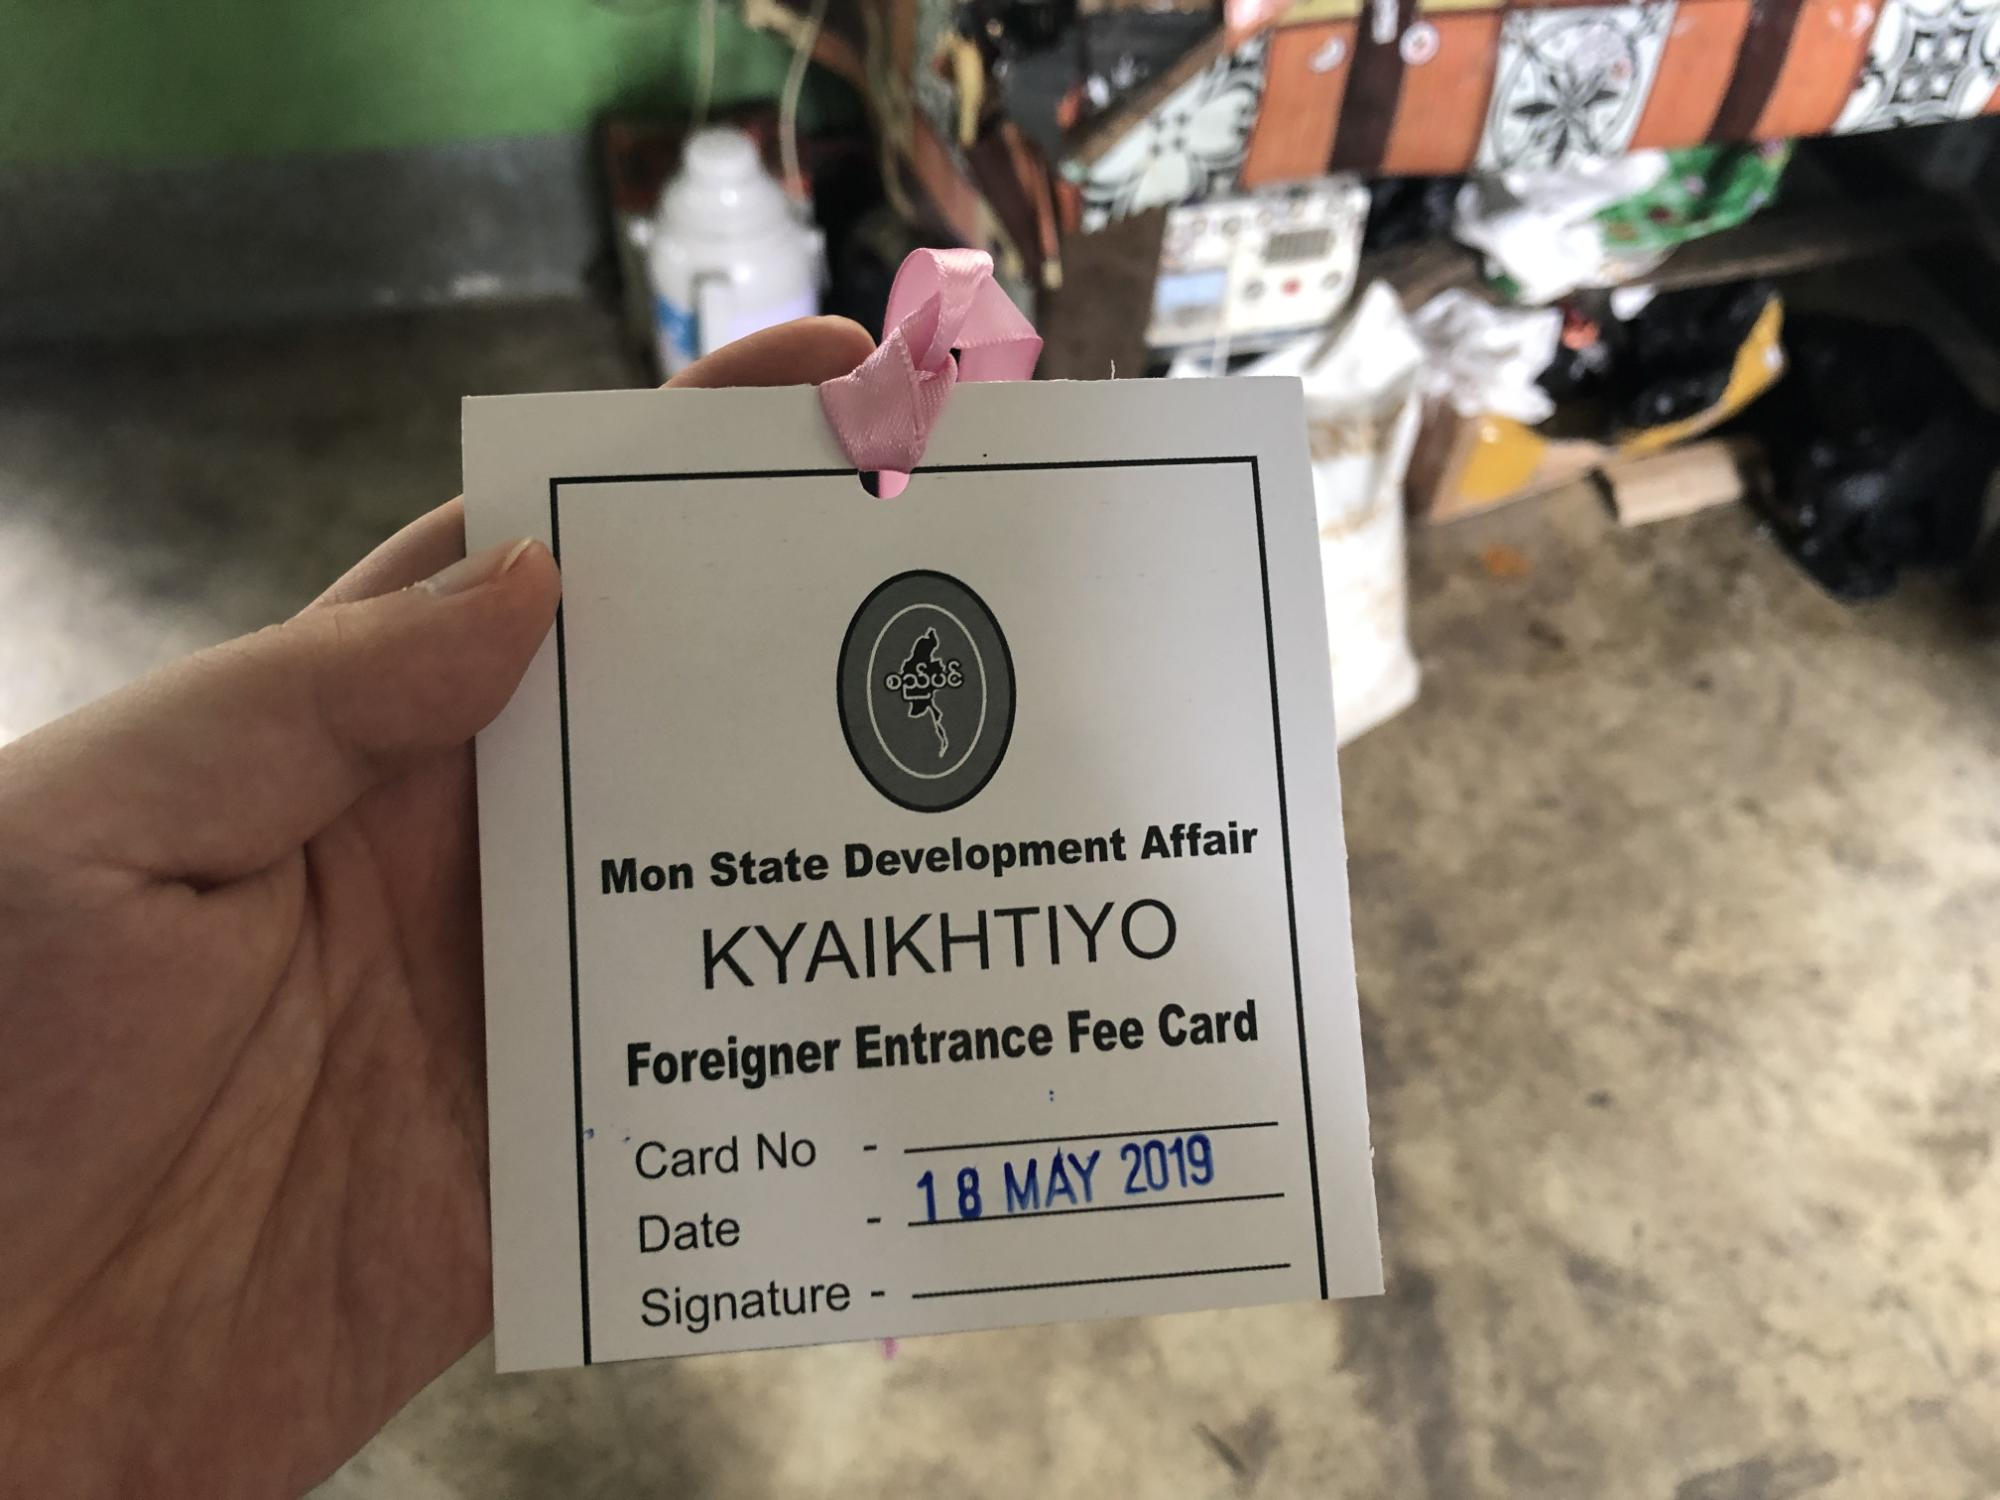 စည်ပင်
Mon State Development Affair
KYAIKHTIYO
Foreigner Entrance Fee Card
Card No -
Date - 18 MAY 2019
Signature -